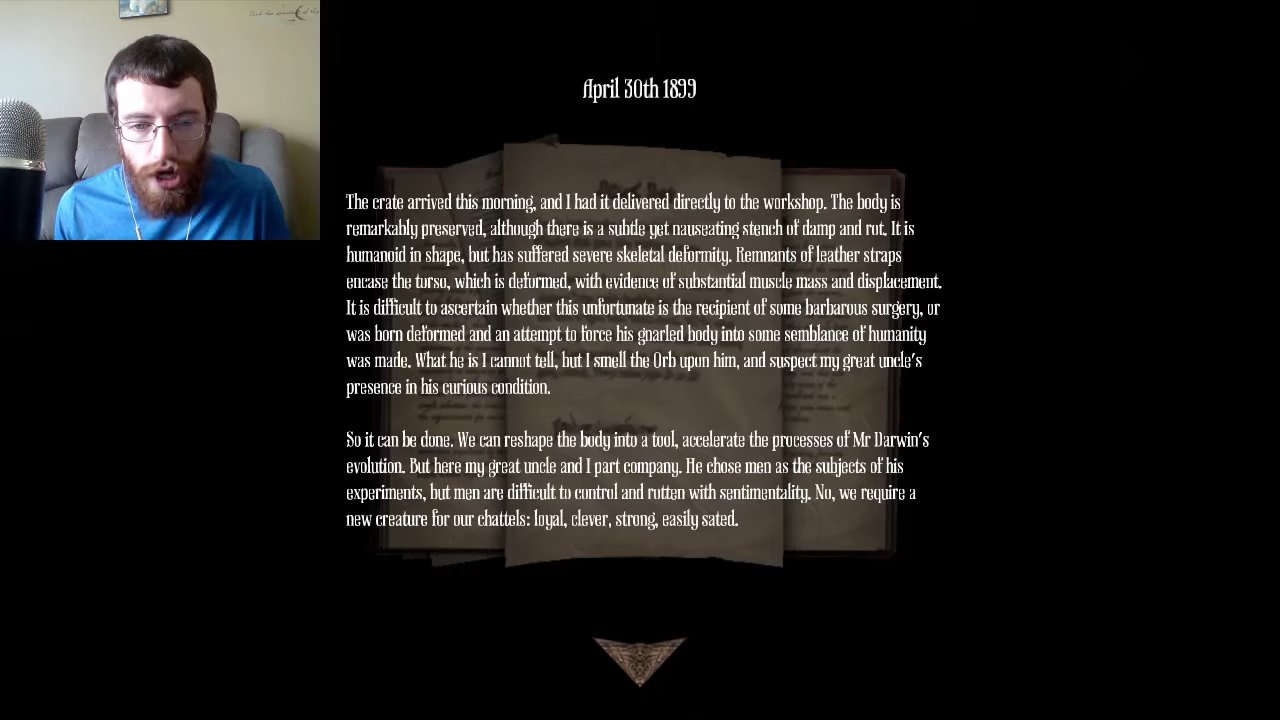 April 30th 1899
The crate arrived this morning, and I had it delivered directly to the workshop. The body is
remarkably preserved, although there is a subtle yet nauseating stench of damp and rot. It is
humanoid in shape, but has suffered severe skeletal deformity. Remnants of leather straps
encase the torso, which is deformed, with evidence of substantial muscle mass and displacement.
It is difficult to ascertain whether this unfortunate is the recipient of some barbarous surgery, or
was born deformed and an attempt to force his gnarled body into some semblance of humanity
was made. What he is I cannot tell, but I smell the Orb upon him, and suspect my great uncle's
presence in his curious condition.
So it can be done. We can reshape the body into a tool, accelerate the processes of Mr Darwin's
evolution. But here my great uncle and I part company. He chose men as the subjects of his
experiments, but men are difficult to control and rotten with sentimentality. No, we require a
new creature for our chattels: loyal, clever, strong, easily sated.